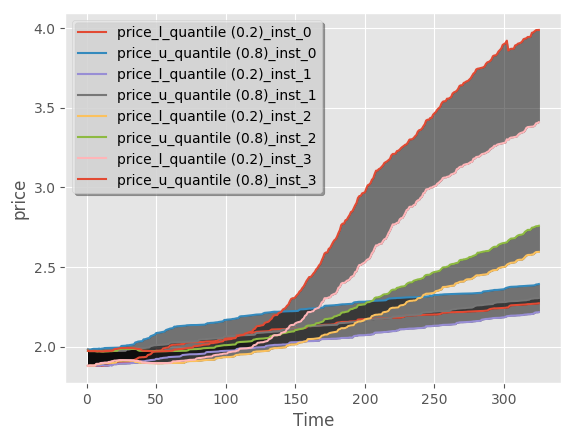 4.0
3.5
3.0
2.5
2.0
price
price_l_quantile (0.2)_inst_0
price_u_quantile (0.8)_inst_0
price_l_quantile (0.2)_inst_1
price_u_quantile (0.8)_inst_1
price_l_quantile (0.2)_inst_2
price_u_quantile (0.8)_inst_2
price_l_quantile (0.2)_inst_3
price_u_quantile (0.8)_inst_3
0 50 100 150 200 250 300
Time